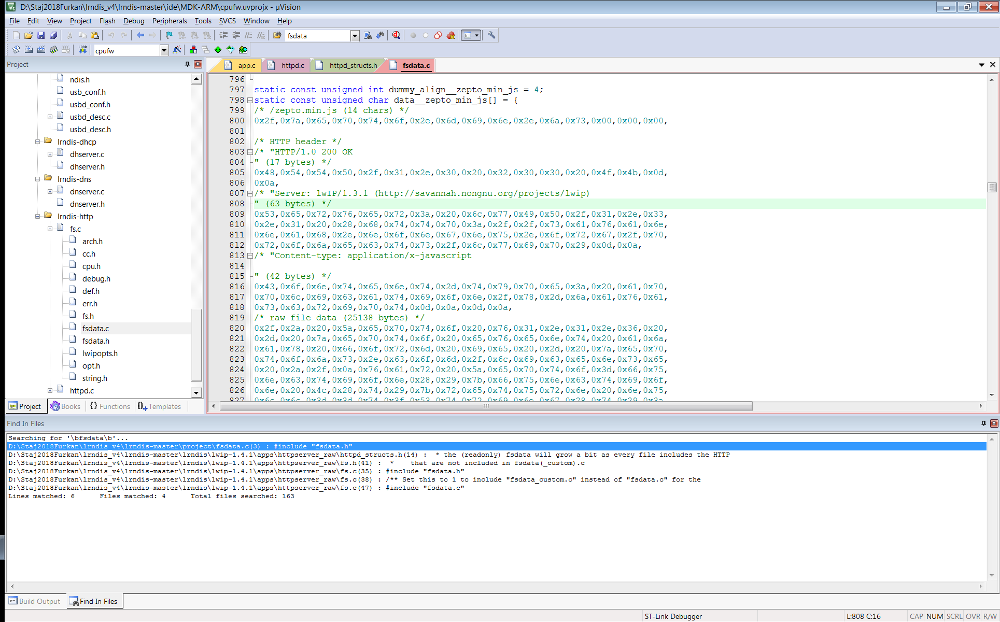 D:\Staj2018Furkan\lrndis_v4\lrndis-master\ide\MDK-ARM\cpufw.uvprojx - µVision
File Edit View Project Flash Debug Peripherals Tools SVCS Window Help
fsdata
LOAD
cpufw
Project
app.c httpd.c httpd_structs.h fsdata.c
ndis.h
usb_conf.h
usbd_conf.h
usbd_desc.c
usbd_desc.h
lrndis-dhcp
dhserver.c
dhserver.h
lrndis-dns
dnserver.c
dnserver.h
lrndis-http
fs.c
arch.h
cc.h
cpu.h
debug.h
def.h
err.h
fs.h
fsdata.c
fsdata.h
lwipopts.h
opt.h
string.h
httpd.c
Project Books Functions Templates
796
797 static const unsigned int dummy_align__zepto_min_js = 4;
798 static const unsigned char data__zepto_min_js[] = {
799 /* /zepto.min.js (14 chars) */
800 0x2f,0x7a,0x65,0x70,0x74,0x6f,0x2e,0x6d,0x69,0x6e,0x2e,0x6a,0x73,0x00,0x00,0x00,
801
802 /* HTTP header */
803 /* "HTTP/1.0 200 OK
804 " (17 bytes) */
805 0x48,0x54,0x54,0x50,0x2f,0x31,0x2e,0x30,0x20,0x32,0x30,0x30,0x20,0x4f,0x4b,0x0d,
806 0x0a,
807 /* "Server: lwIP/1.3.1 (http://savannah.nongnu.org/projects/lwip)
808 " (63 bytes) */
809 0x53,0x65,0x72,0x76,0x65,0x72,0x3a,0x20,0x6c,0x77,0x49,0x50,0x2f,0x31,0x2e,0x33,
810 0x2e,0x31,0x20,0x28,0x68,0x74,0x74,0x70,0x3a,0x2f,0x2f,0x73,0x61,0x76,0x61,0x6e,
811 0x6e,0x61,0x68,0x2e,0x6e,0x6f,0x6e,0x67,0x6e,0x75,0x2e,0x6f,0x72,0x67,0x2f,0x70,
812 0x72,0x6f,0x6a,0x65,0x63,0x74,0x73,0x2f,0x6c,0x77,0x69,0x70,0x29,0x0d,0x0a,
813 /* "Content-type: application/x-javascript
814
815 " (42 bytes) */
816 0x43,0x6f,0x6e,0x74,0x65,0x6e,0x74,0x2d,0x74,0x79,0x70,0x65,0x3a,0x20,0x61,0x70,
817 0x70,0x6c,0x69,0x63,0x61,0x74,0x69,0x6f,0x6e,0x2f,0x78,0x2d,0x6a,0x61,0x76,0x61,
818 0x73,0x63,0x72,0x69,0x70,0x74,0x0d,0x0a,0x0d,0x0a,
819 /* raw file data (25138 bytes) */
820 0x2f,0x2a,0x20,0x5a,0x65,0x70,0x74,0x6f,0x20,0x76,0x31,0x2e,0x31,0x2e,0x36,0x20,
821 0x2d,0x20,0x7a,0x65,0x70,0x74,0x6f,0x20,0x65,0x76,0x65,0x6e,0x74,0x20,0x61,0x6a,
822 0x61,0x78,0x20,0x66,0x6f,0x72,0x6d,0x20,0x69,0x65,0x20,0x2d,0x20,0x7a,0x65,0x70,
823 0x74,0x6f,0x6a,0x73,0x2e,0x63,0x6f,0x6d,0x2f,0x6c,0x69,0x63,0x65,0x6e,0x73,0x65,
824 0x20,0x2a,0x2f,0x0a,0x76,0x61,0x72,0x20,0x5a,0x65,0x70,0x74,0x6f,0x3d,0x66,0x75,
825 0x6e,0x63,0x74,0x69,0x6f,0x6e,0x28,0x29,0x7b,0x66,0x75,0x6e,0x63,0x74,0x69,0x6f,
826 0x6e,0x20,0x4c,0x28,0x74,0x29,0x7b,0x72,0x65,0x74,0x75,0x72,0x6e,0x20,0x6e,0x75,
827 0x6c,0x6c,0x3d,0x3d,0x74,0x3f,0x53,0x74,0x72,0x69,0x6e,0x67,0x28,0x74,0x29,0x3a,
Find In Files
Searching for '\bfsdata\b'...
D:\Staj2018Furkan\lrndis_v4\lrndis-master\project\fsdata.c(3) : #include "fsdata.h"
D:\Staj2018Furkan\lrndis_v4\lrndis-master\lrndis\lwip-1.4.1\apps\httpserver_raw\httpd_structs.h(14) :  * the (readonly) fsdata will grow a bit as every file includes the HTTP
D:\Staj2018Furkan\lrndis_v4\lrndis-master\lrndis\lwip-1.4.1\apps\httpserver_raw\fs.h(41) :  *    that are not included in fsdata(_custom).c
D:\Staj2018Furkan\lrndis_v4\lrndis-master\lrndis\lwip-1.4.1\apps\httpserver_raw\fs.c(35) : #include "fsdata.h"
D:\Staj2018Furkan\lrndis_v4\lrndis-master\lrndis\lwip-1.4.1\apps\httpserver_raw\fs.c(38) : /** Set this to 1 to include "fsdata_custom.c" instead of "fsdata.c" for the
D:\Staj2018Furkan\lrndis_v4\lrndis-master\lrndis\lwip-1.4.1\apps\httpserver_raw\fs.c(47) : #include "fsdata.c"
Lines matched: 6 Files matched: 4 Total files searched: 163
Build Output Find In Files
ST-Link Debugger L:808 C:16 CAP NUM SCRL OVR R/W